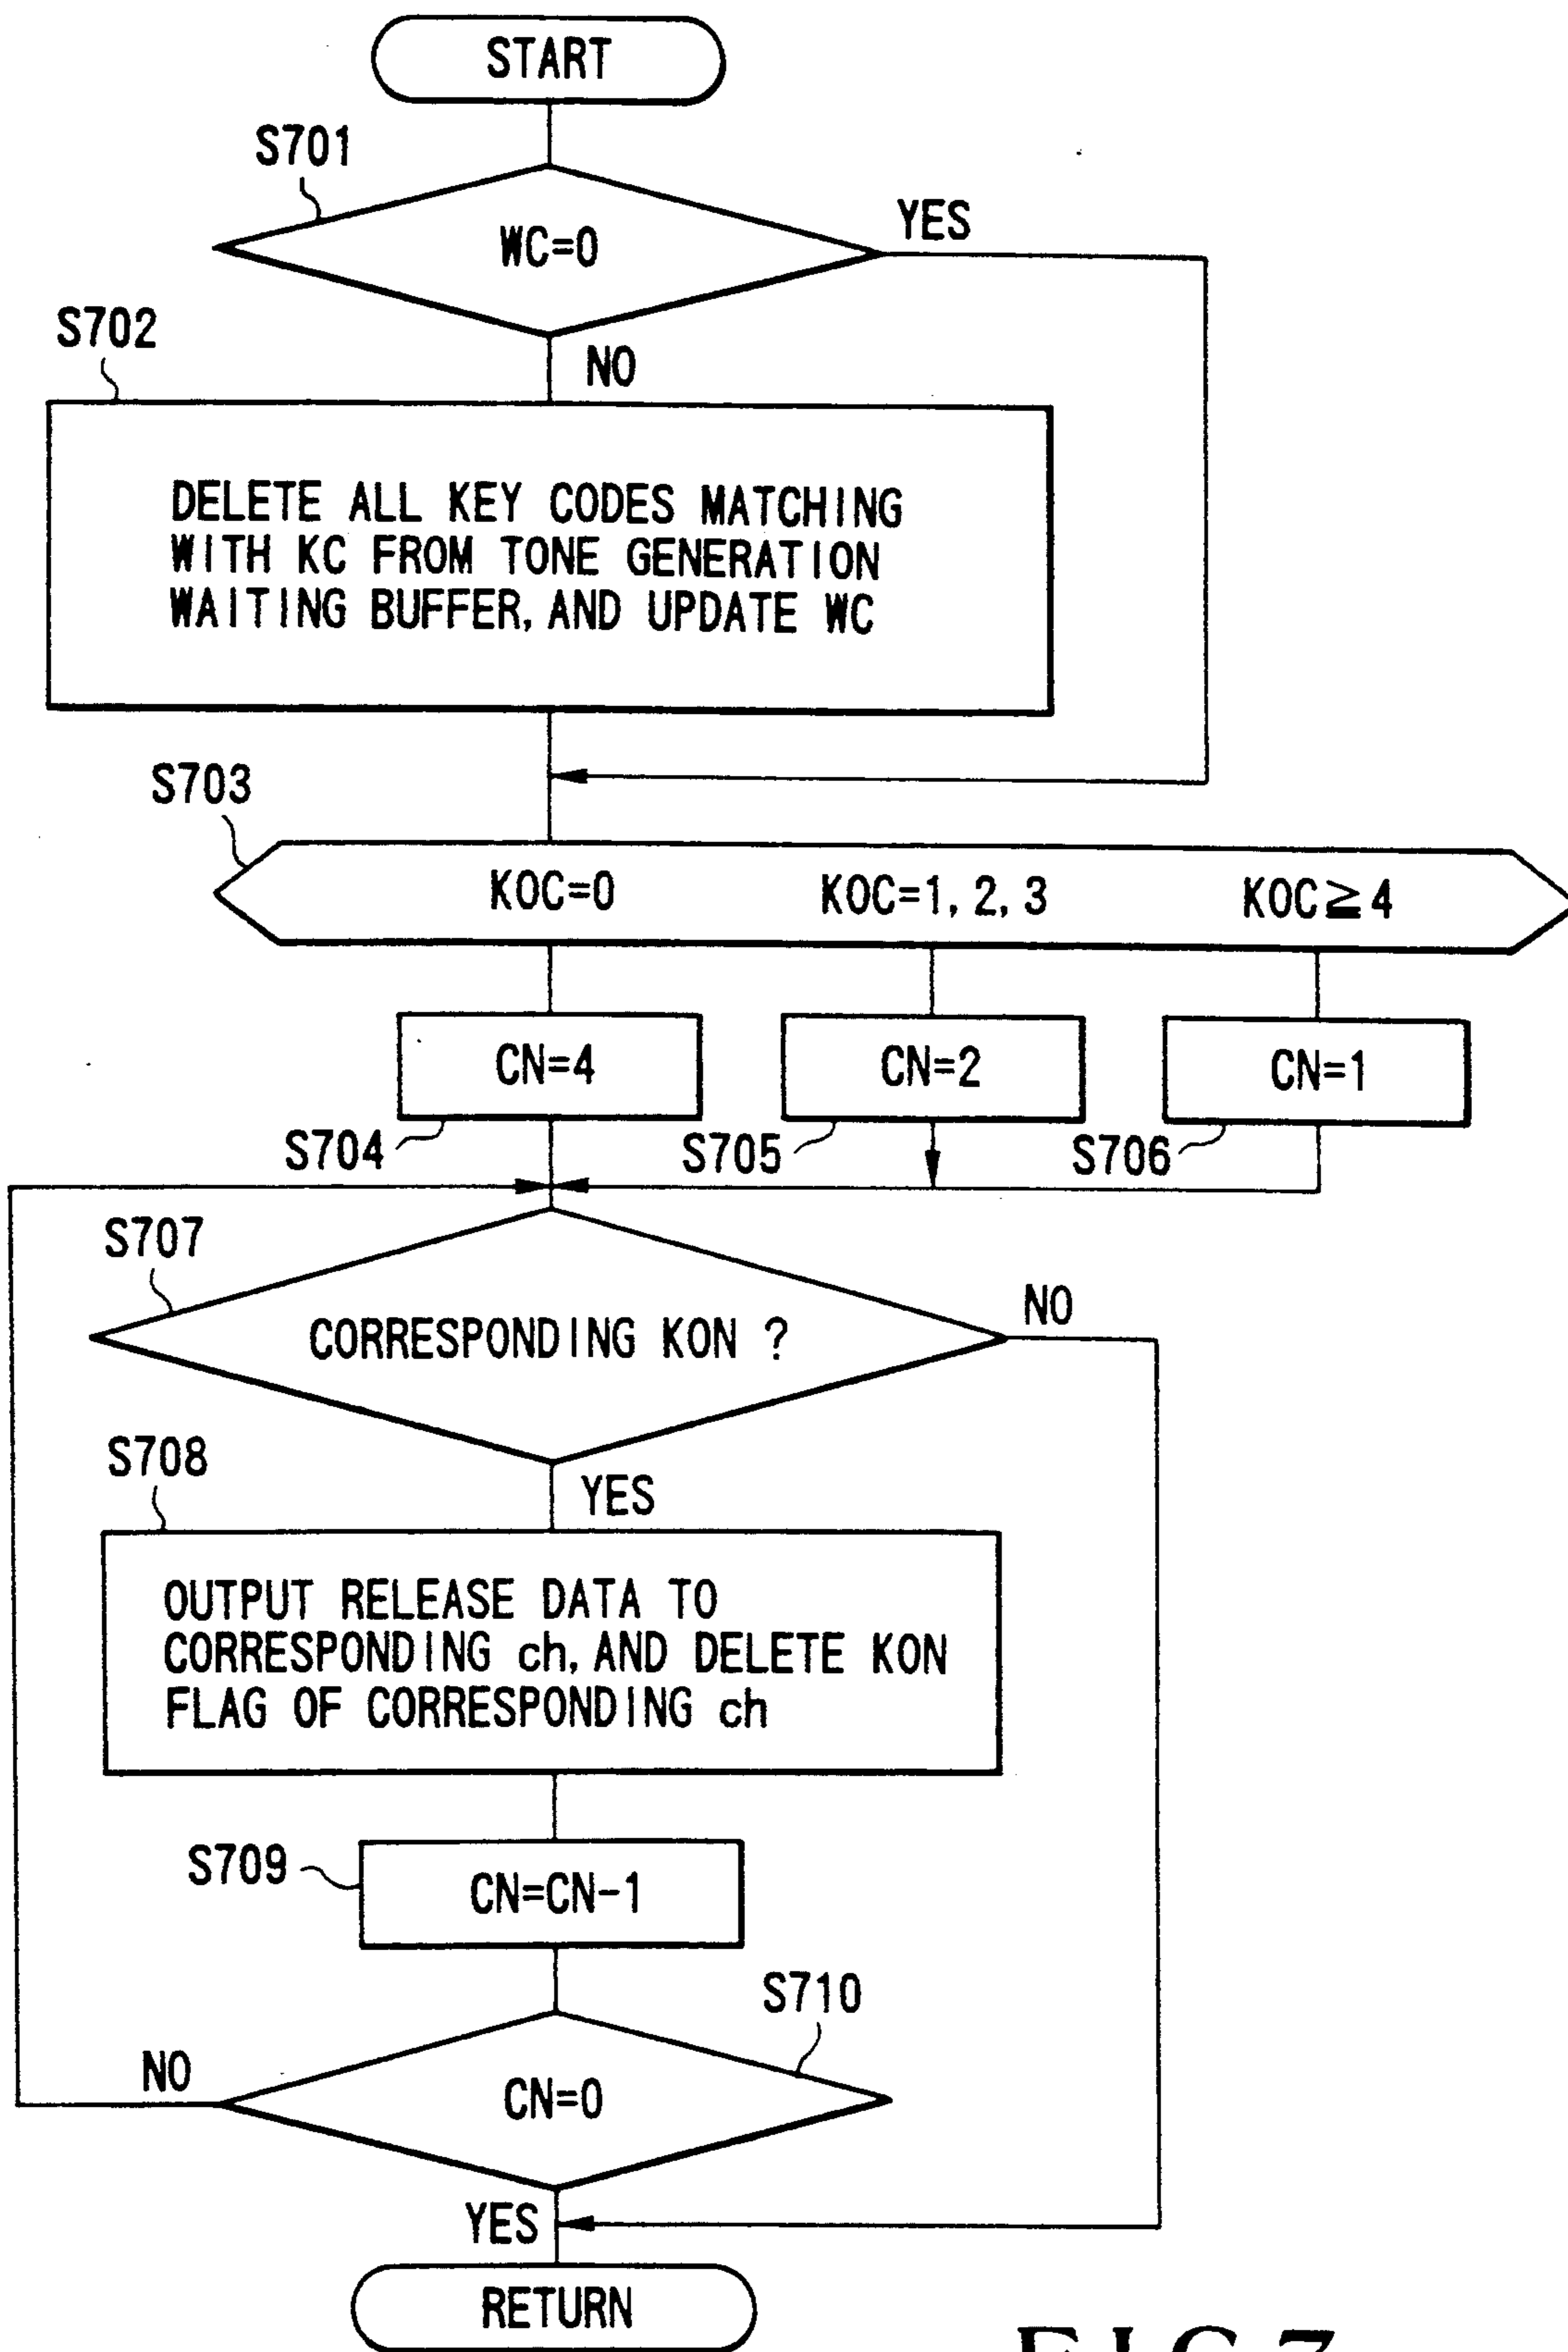 START
S701
WC=0
YES
S702
NO
DELETE ALL KEY CODES MATCHING
WITH KC FROM TONE GENERATION
WAITING BUFFER, AND UPDATE WC
S703
KOC=0
KOC=1, 2, 3
KOC≧4
CN=4
CN=2
CN=1
S704
S705
S706
S707
CORRESPONDING KON ?
NO
S708
YES
OUTPUT RELEASE DATA TO
CORRESPONDING ch, AND DELETE KON
FLAG OF CORRESPONDING ch
S709
CN=CN-1
S710
NO
CN=0
YES
RETURN
FIG.7